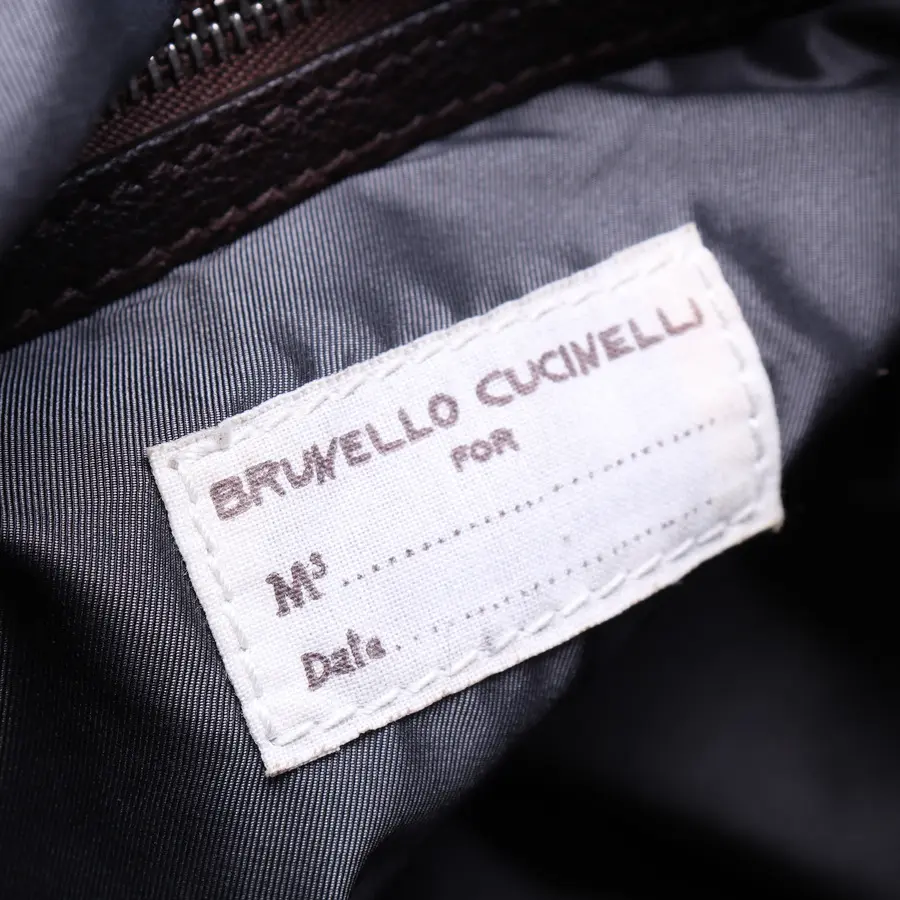 BRUNELLO CUCINELLI
FOR
Mˢ ........................
Date. ........................